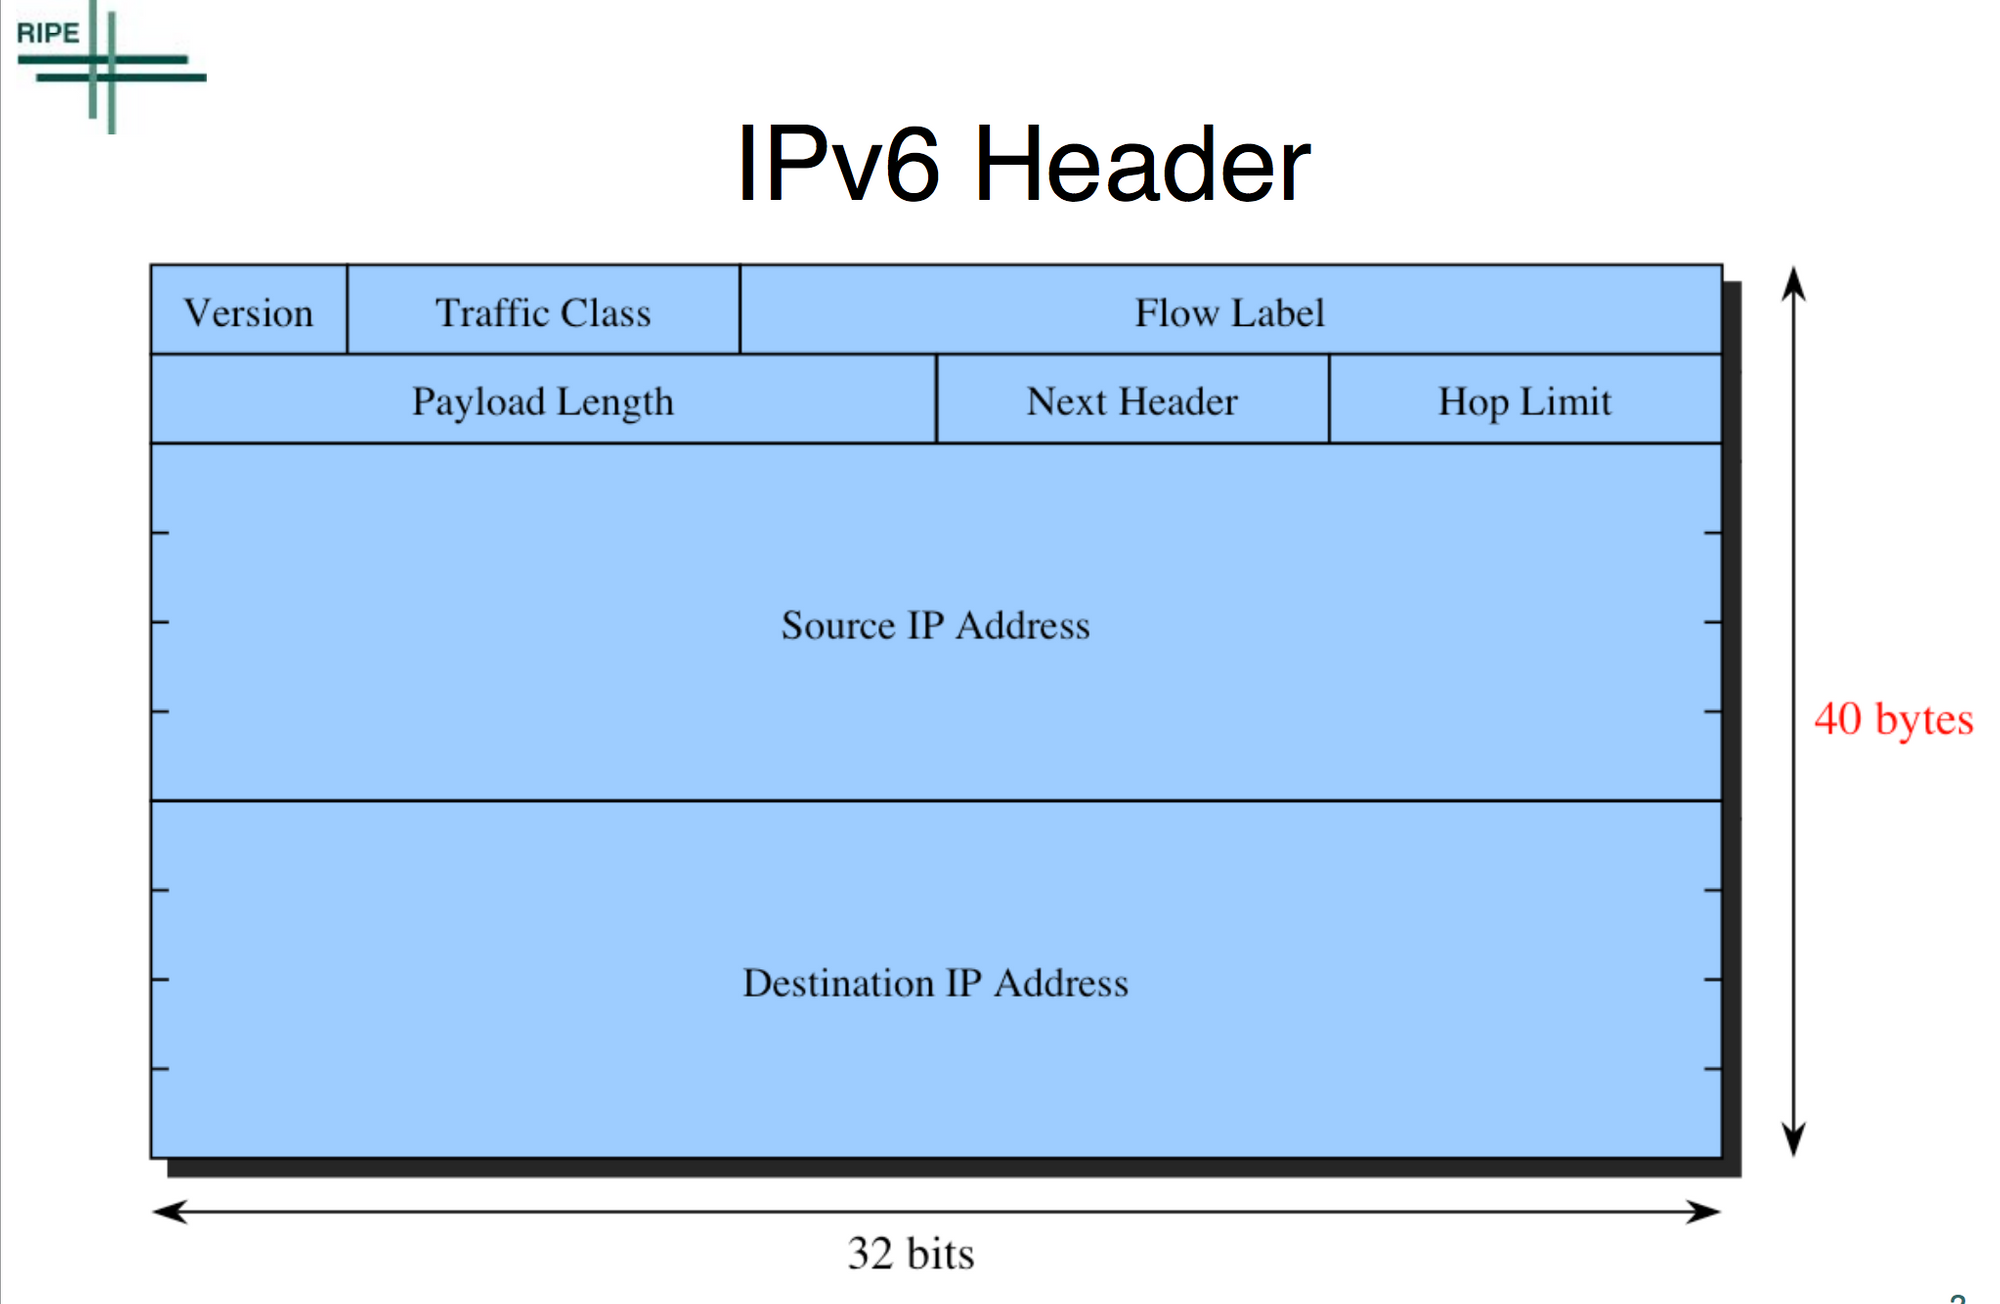 RIPE
IPv6 Header
Version Traffic Class Flow Label
Payload Length Next Header Hop Limit
Source IP Address
40 bytes
Destination IP Address
32 bits